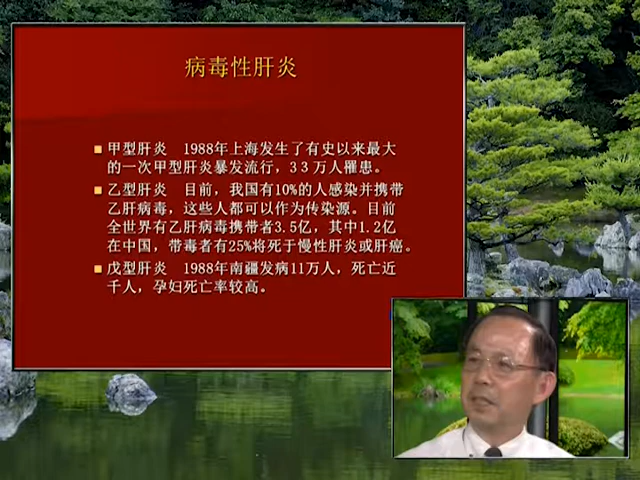 病毒性肝炎
甲型肝炎 1988年上海发生了有史以来最大
的一次甲型肝炎暴发流行，33万人罹患。
乙型肝炎 目前，我国有10%的人感染并携带
乙肝病毒，这些人都可以作为传染源。目前
全世界有乙肝病毒携带者3.5亿，其中1.2亿
在中国，带毒者有25%将死于慢性肝炎或肝癌。
戊型肝炎 1988年南疆发病11万人，死亡近
千人，孕妇死亡率较高。